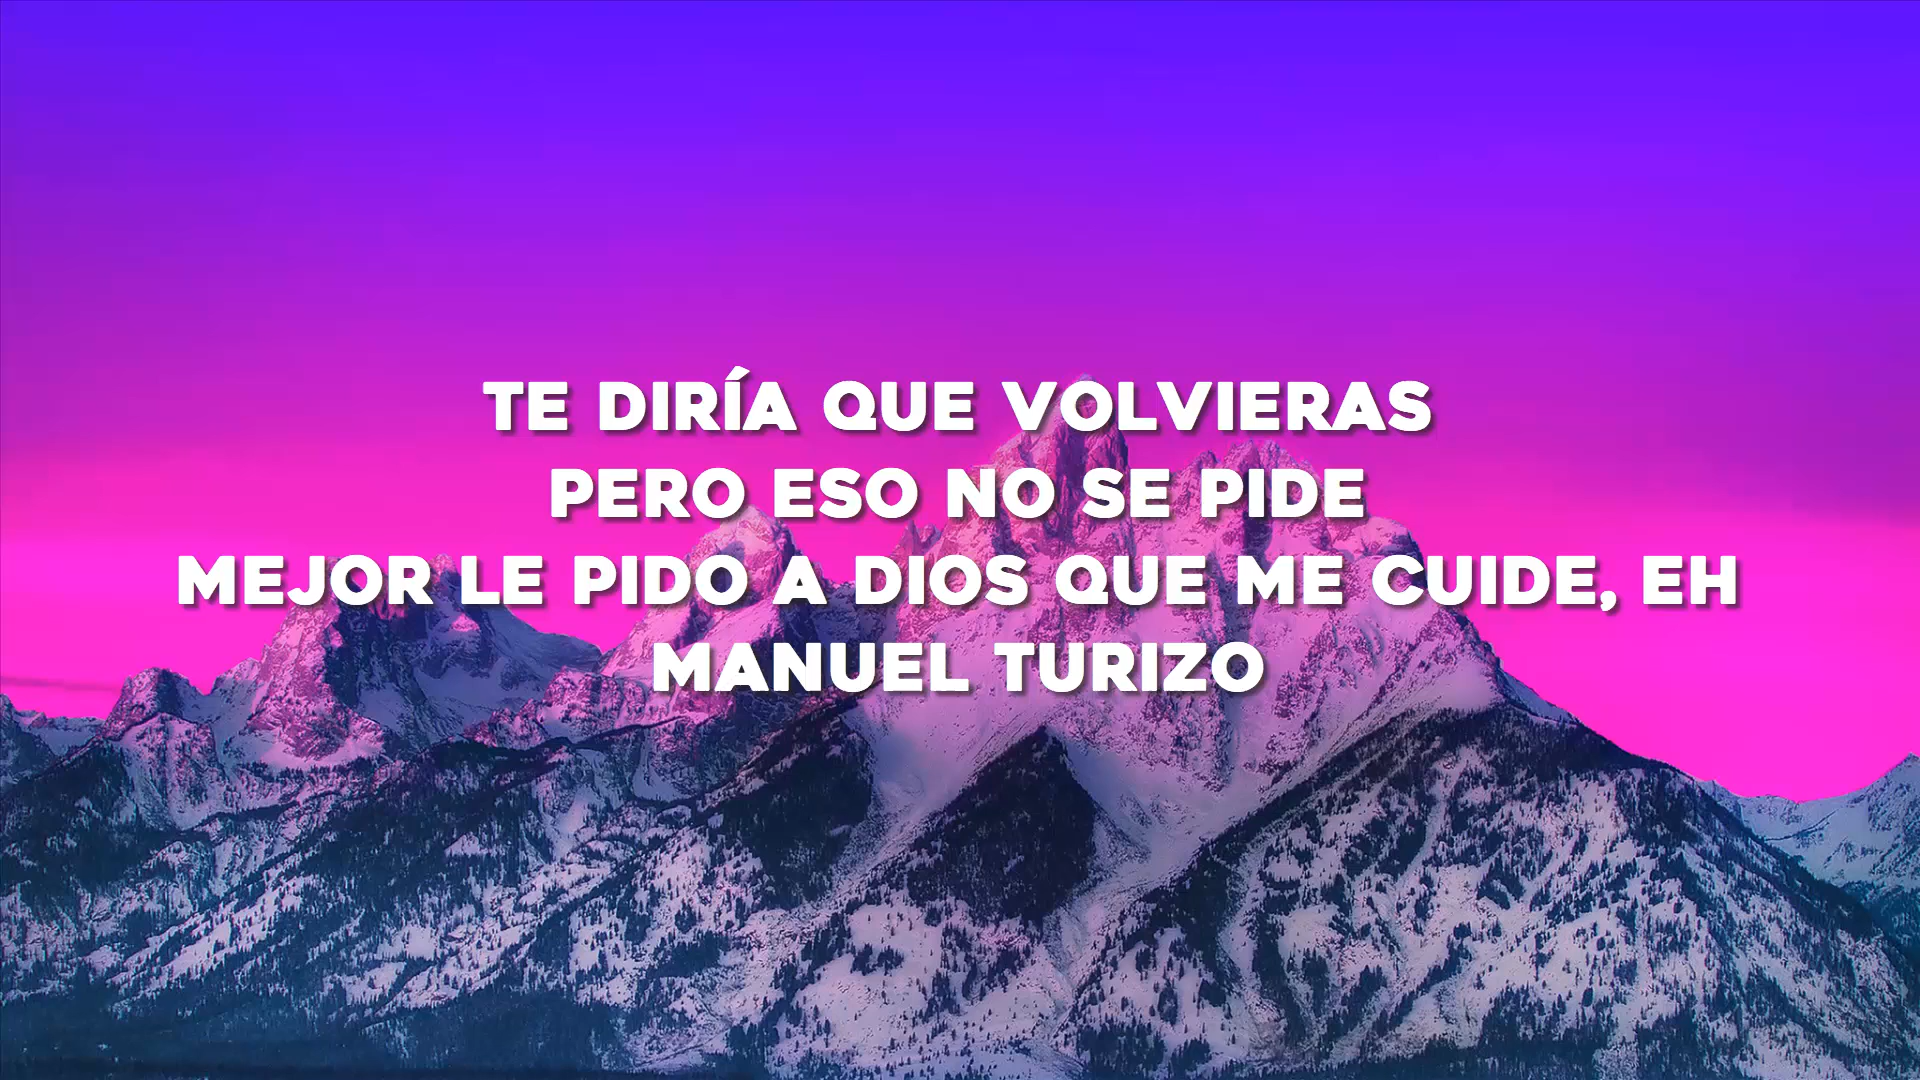 TE DIRÍA QUE VOLVIERAS
PERO ESO NO SE PIDE
MEJOR LE PIDO A DIOS QUE ME CUIDE, EH
MANUEL TURIZO